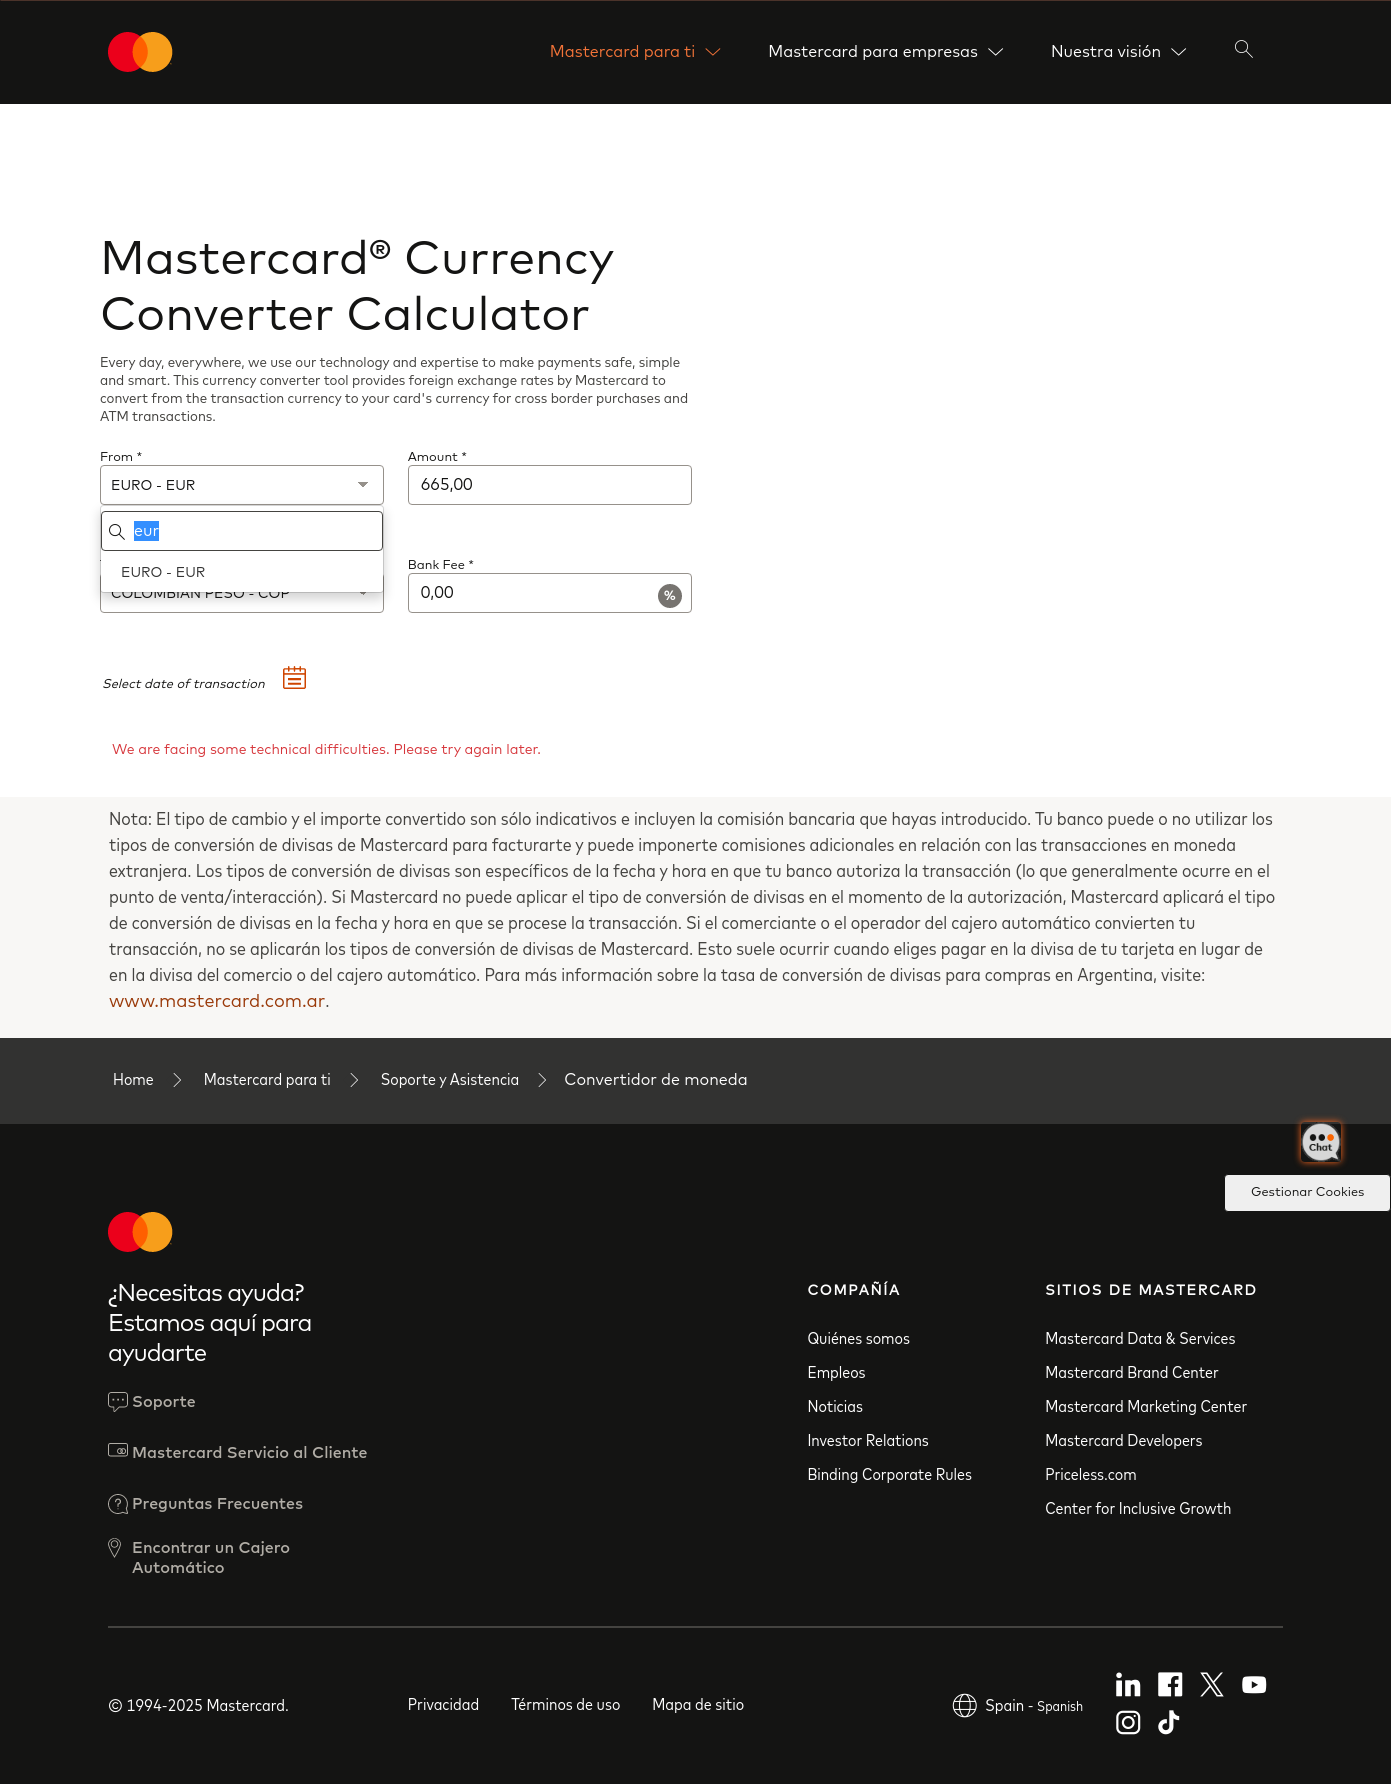 Mastercard para ti
Mastercard para empresas
Nuestra visión
Mastercard® Currency
Converter Calculator
Every day, everywhere, we use our technology and expertise to make payments safe, simple
and smart. This currency converter tool provides foreign exchange rates by Mastercard to
convert from the transaction currency to your card's currency for cross border purchases and
ATM transactions.
From *
Amount *
EURO - EUR
665,00
eur
EURO - EUR
Bank Fee *
COLOMBIAN PESO - COP
0,00
%
Select date of transaction
We are facing some technical difficulties. Please try again later.
Nota: El tipo de cambio y el importe convertido son sólo indicativos e incluyen la comisión bancaria que hayas introducido. Tu banco puede o no utilizar los
tipos de conversión de divisas de Mastercard para facturarte y puede imponerte comisiones adicionales en relación con las transacciones en moneda
extranjera. Los tipos de conversión de divisas son específicos de la fecha y hora en que tu banco autoriza la transacción (lo que generalmente ocurre en el
punto de venta/interacción). Si Mastercard no puede aplicar el tipo de conversión de divisas en el momento de la autorización, Mastercard aplicará el tipo
de conversión de divisas en la fecha y hora en que se procese la transacción. Si el comerciante o el operador del cajero automático convierten tu
transacción, no se aplicarán los tipos de conversión de divisas de Mastercard. Esto suele ocurrir cuando eliges pagar en la divisa de tu tarjeta en lugar de
en la divisa del comercio o del cajero automático. Para más información sobre la tasa de conversión de divisas para compras en Argentina, visite:
www.mastercard.com.ar.
Home
Mastercard para ti
Soporte y Asistencia
Convertidor de moneda
Chat
Gestionar Cookies
¿Necesitas ayuda?
Estamos aquí para
ayudarte
Soporte
Mastercard Servicio al Cliente
Preguntas Frecuentes
Encontrar un Cajero
Automático
COMPAÑÍA
Quiénes somos
Empleos
Noticias
Investor Relations
Binding Corporate Rules
SITIOS DE MASTERCARD
Mastercard Data & Services
Mastercard Brand Center
Mastercard Marketing Center
Mastercard Developers
Priceless.com
Center for Inclusive Growth
© 1994-2025 Mastercard.
Privacidad
Términos de uso
Mapa de sitio
Spain - Spanish